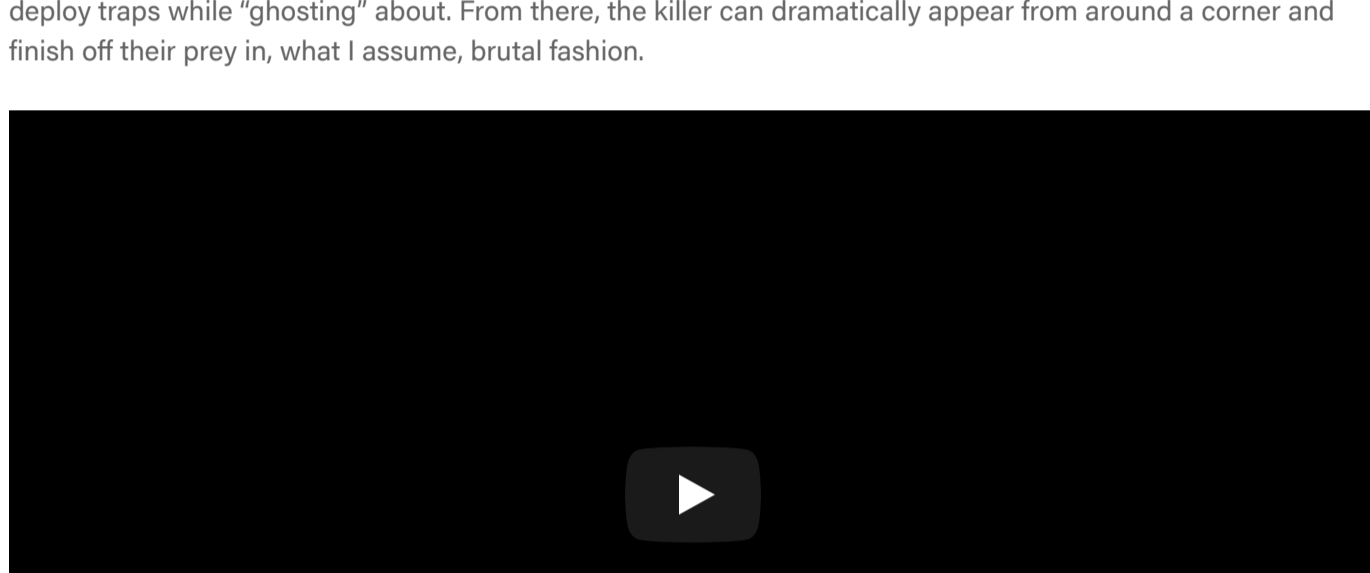 deploy traps while “ghosting” about. From there, the killer can dramatically appear from around a corner and
finish off their prey in, what I assume, brutal fashion.